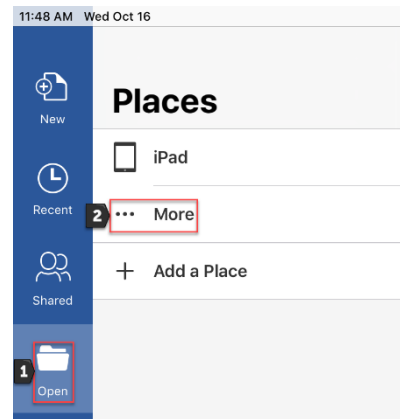 11:48 AM Wed Oct 16
New
Recent
Shared
1
Open
Places
iPad
2
More
Add a Place